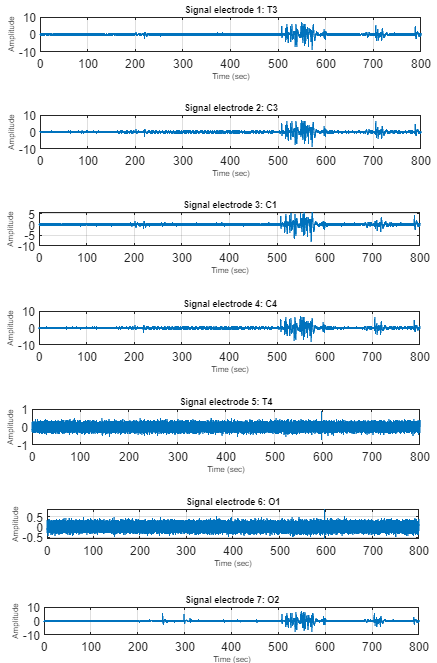 Signal electrode 1: T3
10
0
-10
Amplitude
0 100 200 300 400 500 600 700 800
Time (sec)
Signal electrode 2: C3
10
0
-10
Amplitude
0 100 200 300 400 500 600 700 800
Time (sec)
Signal electrode 3: C1
5
0
-5
-10
Amplitude
0 100 200 300 400 500 600 700 800
Time (sec)
Signal electrode 4: C4
10
0
-10
Amplitude
0 100 200 300 400 500 600 700 800
Time (sec)
Signal electrode 5: T4
1
0
-1
Amplitude
0 100 200 300 400 500 600 700 800
Time (sec)
Signal electrode 6: O1
0.5
0
-0.5
Amplitude
0 100 200 300 400 500 600 700 800
Time (sec)
Signal electrode 7: O2
10
0
-10
Amplitude
0 100 200 300 400 500 600 700 800
Time (sec)